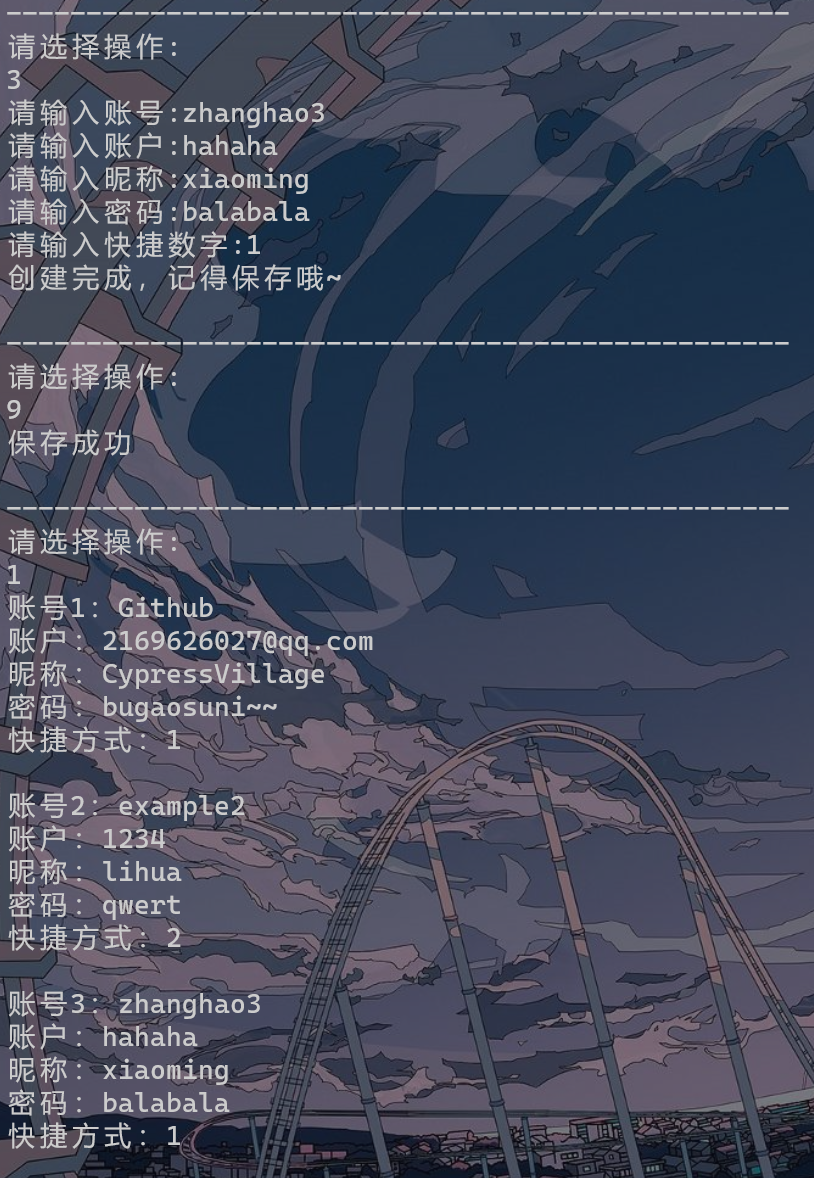 --------------------------------------------------
请选择操作:
3
请输入账号:zhanghao3
请输入账户:hahaha
请输入昵称:xiaoming
请输入密码:balabala
请输入快捷数字:1
创建完成, 记得保存哦~
--------------------------------------------------
请选择操作:
9
保存成功
--------------------------------------------------
请选择操作:
1
账号1: Github
账户: 2169626027@qq.com
昵称: CypressVillage
密码: bugaosuni~~
快捷方式: 1
账号2: example2
账户: 1234
昵称: lihua
密码: qwert
快捷方式: 2
账号3: zhanghao3
账户: hahaha
昵称: xiaoming
密码: balabala
快捷方式: 1